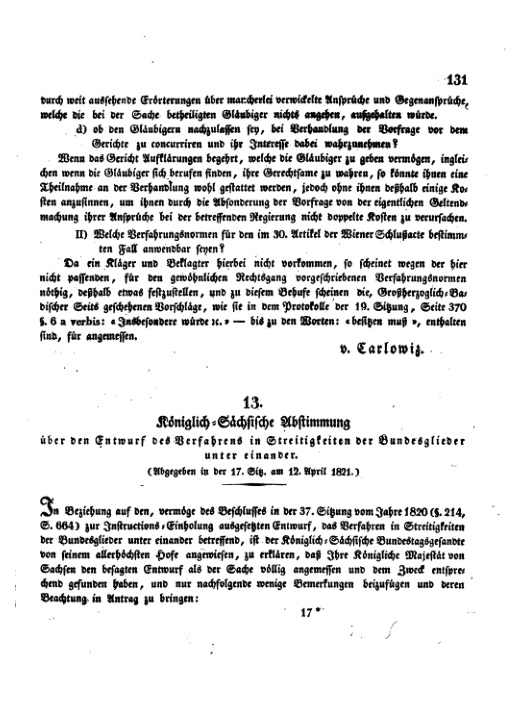 131
durch weit aussehende Erörterungen über mancherlei verwickelte Ansprüche und Gegenansprüche,
welche die bei der Sache betheiligten Gläubiger nichts angehen, aufgehalten würde.
d) ob den Gläubigern nachzulassen sey, bei Verhandlung der Vorfrage vor dem
Gerichte zu concurriren und ihr Interesse dabei wahrzunehmen?
Wenn das Gericht Aufklärungen begehrt, welche die Gläubiger zu geben vermögen, inglei-
chen wenn die Gläubiger sich berufen finden, ihre Gerechtsame zu wahren, so könnte ihnen eine
Theilnahme an der Verhandlung wohl gestattet werden, jedoch ohne ihnen deßhalb einige Ko-
sten anzusinnen, um ihnen durch die Absonderung der Vorfrage von der eigentlichen Geltend-
machung ihrer Ansprüche bei der betreffenden Regierung nicht doppelte Kosten zu verursachen.
II) Welche Verfahrungsnormen für den im 30. Artikel der Wiener Schlußacte bestimm-
ten Fall anwendbar seyen?
Da ein Kläger und Beklagter hierbei nicht vorkommen, so scheinet wegen der hier
nicht passenden, für den gewöhnlichen Rechtsgang vorgeschriebenen Verfahrungsnormen
nöthig, deßhalb etwas festzustellen, und zu diesem Behufe scheinen die, Großherzoglich-Ba-
discher Seits geschehenen Vorschläge, wie sie in dem Protokolle der 19. Sitzung, Seite 370
§. 6 a verbis: «Insbesondere würde ꝛc.» — bis zu den Worten: «besitzen muß», enthalten
sind, für angemessen.
v. Carlowiz.
13.
Königlich-Sächsische Abstimmung
über den Entwurf des Verfahrens in Streitigkeiten der Bundesglieder
unter einander.
(Abgegeben in der 17. Sitz. am 12. April 1821.)
In Beziehung auf den, vermöge des Beschlusses in der 37. Sitzung vom Jahre 1820 (§. 214,
S. 664) zur Instructions-Einholung ausgesetzten Entwurf, das Verfahren in Streitigkeiten
der Bundesglieder unter einander betreffend, ist der Königlich-Sächsische Bundestagsgesandte
von seinem allerhöchsten Hofe angewiesen, zu erklären, daß Ihre Königliche Majestät von
Sachsen den besagten Entwurf als der Sache völlig angemessen und dem Zweck entspre-
chend gefunden haben, und nur nachfolgende wenige Bemerkungen beizufügen und deren
Beachtung in Antrag zu bringen:
17 *